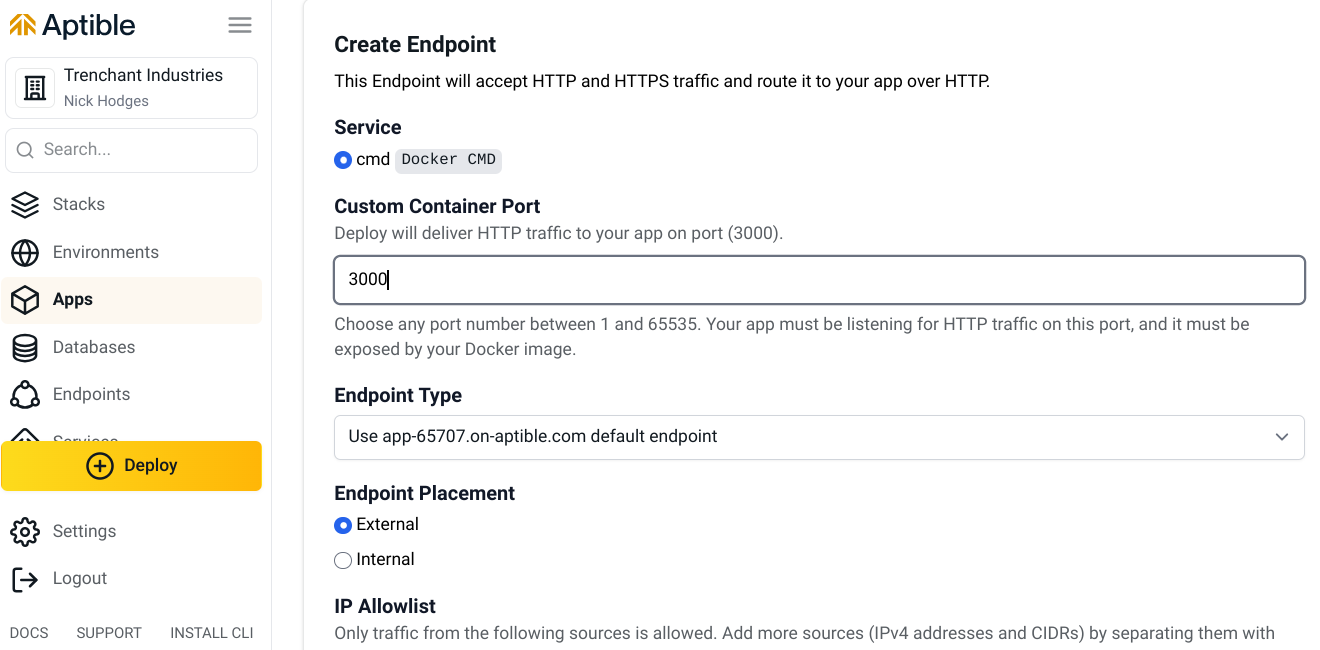 Aptible
Trenchant Industries
Nick Hodges
Search...
Stacks
Environments
Apps
Databases
Endpoints
Services
Deploy
Settings
Logout
DOCS SUPPORT INSTALL CLI
Create Endpoint
This Endpoint will accept HTTP and HTTPS traffic and route it to your app over HTTP.
Service
cmd Docker CMD
Custom Container Port
Deploy will deliver HTTP traffic to your app on port (3000).
3000
Choose any port number between 1 and 65535. Your app must be listening for HTTP traffic on this port, and it must be
exposed by your Docker image.
Endpoint Type
Use app-65707.on-aptible.com default endpoint
Endpoint Placement
External
Internal
IP Allowlist
Only traffic from the following sources is allowed. Add more sources (IPv4 addresses and CIDRs) by separating them with